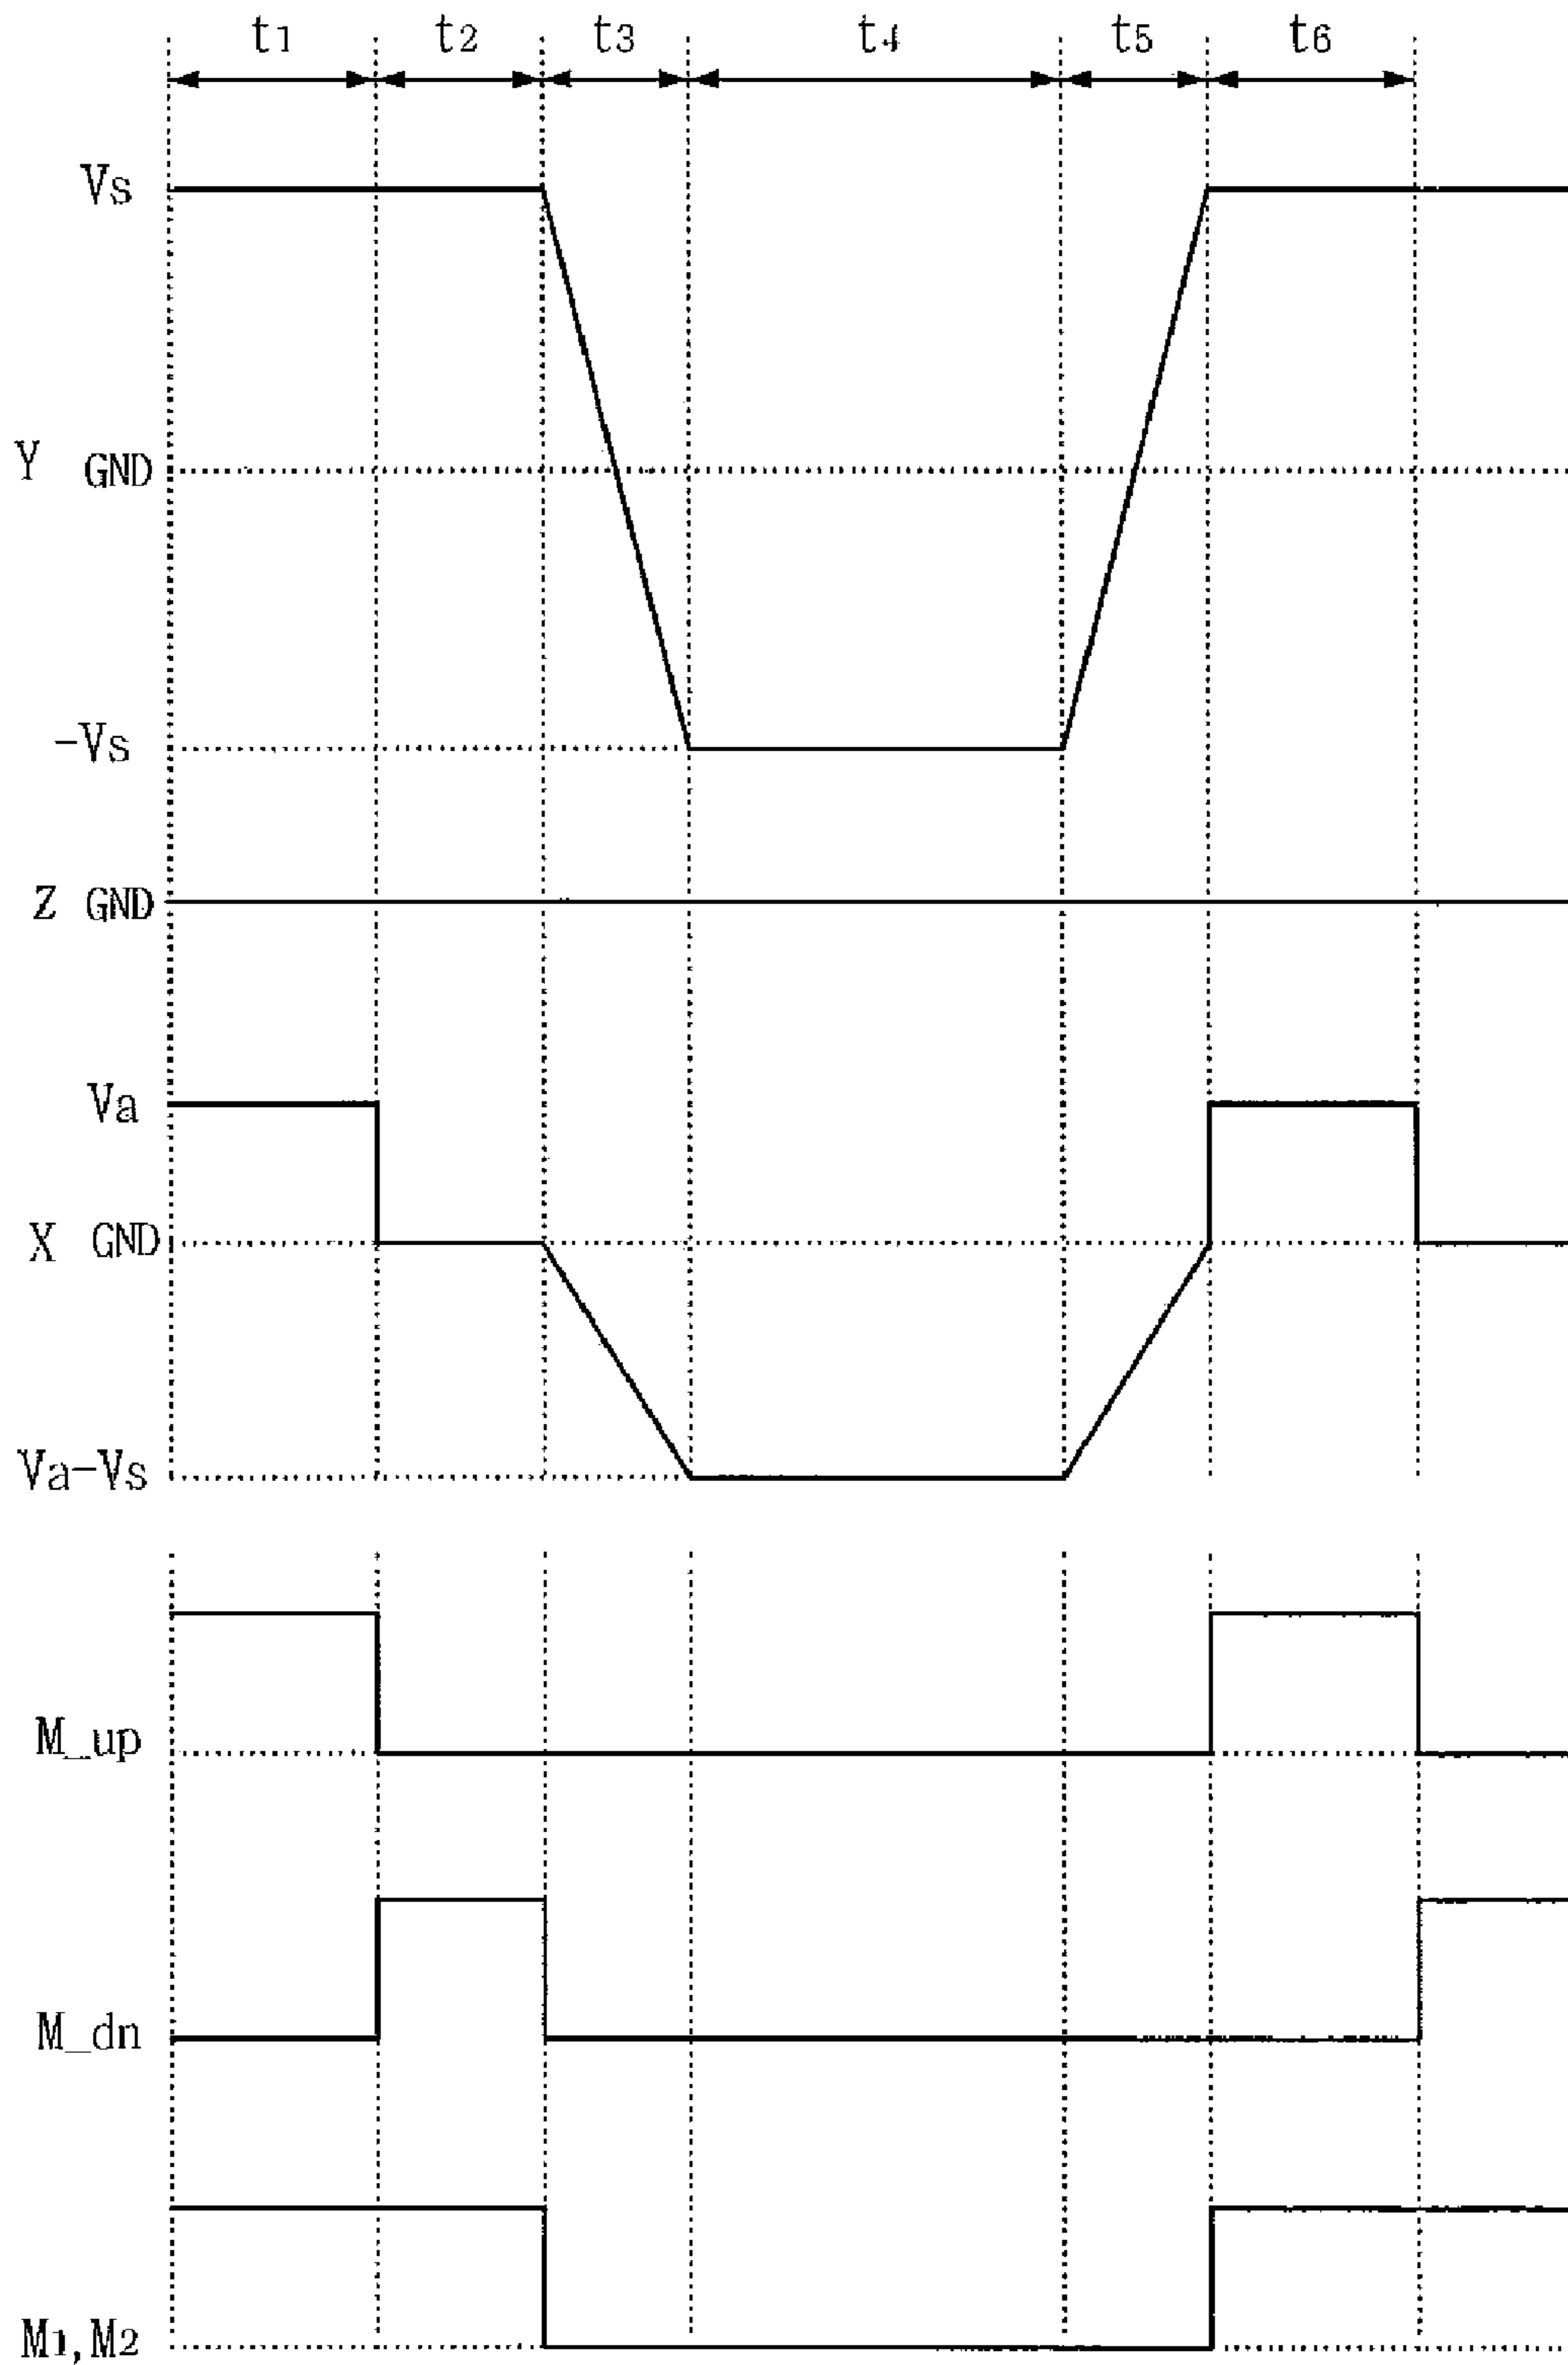 t1 t2 t3 t4 t5 t6
Vs
Y GND
-Vs
Z GND
Va
X GND
Va-Vs
M_up
M_dn
M1,M2